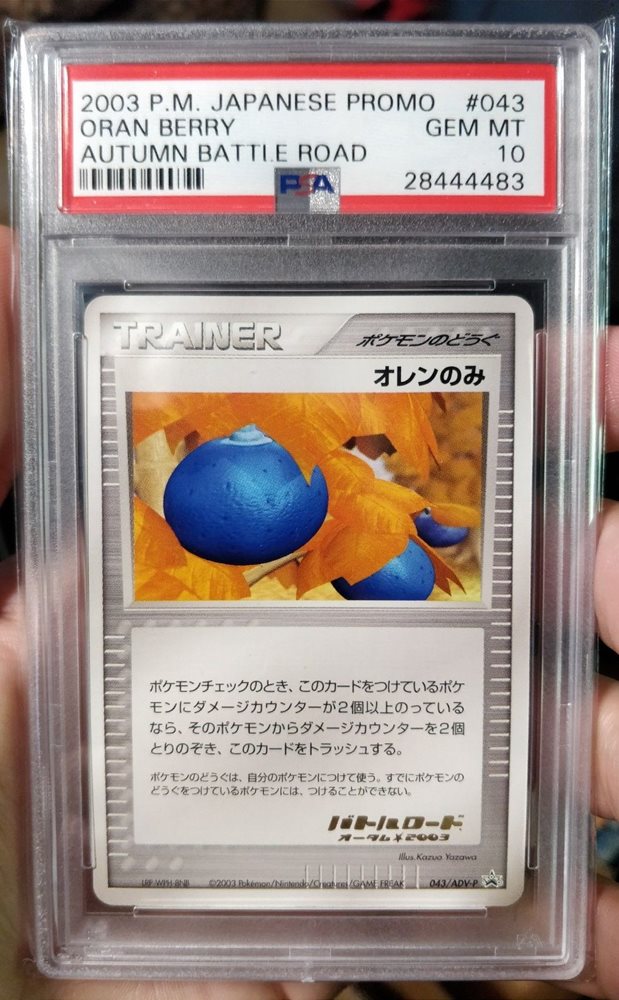 2003 P.M. JAPANESE PROMO #043
ORAN BERRY GEM MT
AUTUMN BATTLE ROAD 10
PSA
28444483
TRAINER ポケモンのどうぐ
オレンのみ
ポケモンチェックのとき、このカードをつけているポケ
モンにダメージカウンターが2個以上のっている
なら、そのポケモンからダメージカウンターを2個
とりのぞき、このカードをトラッシュする。
ポケモンのどうぐは、自分のポケモンにつけて使う。すでにポケモンの
どうぐをつけているポケモンには、つけることができない。
バトルロード
オータム★2003
Illus.Kazuo Yazawa
©2003 Pokémon/Nintendo/Creatures/GAME FREAK 043/ADV-P